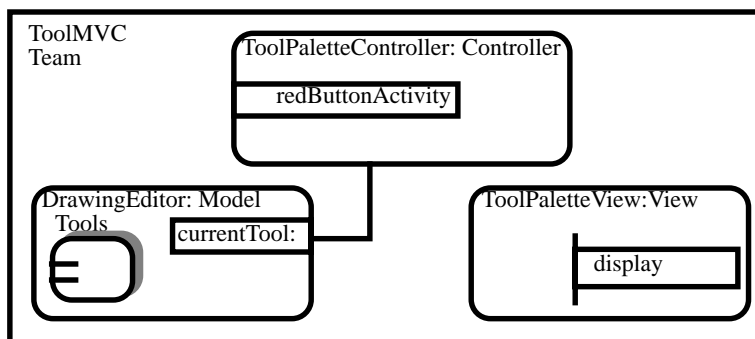 ToolMVC
Team
ToolPaletteController: Controller
redButtonActivity
DrawingEditor: Model
Tools
currentTool:
ToolPaletteView:View
display